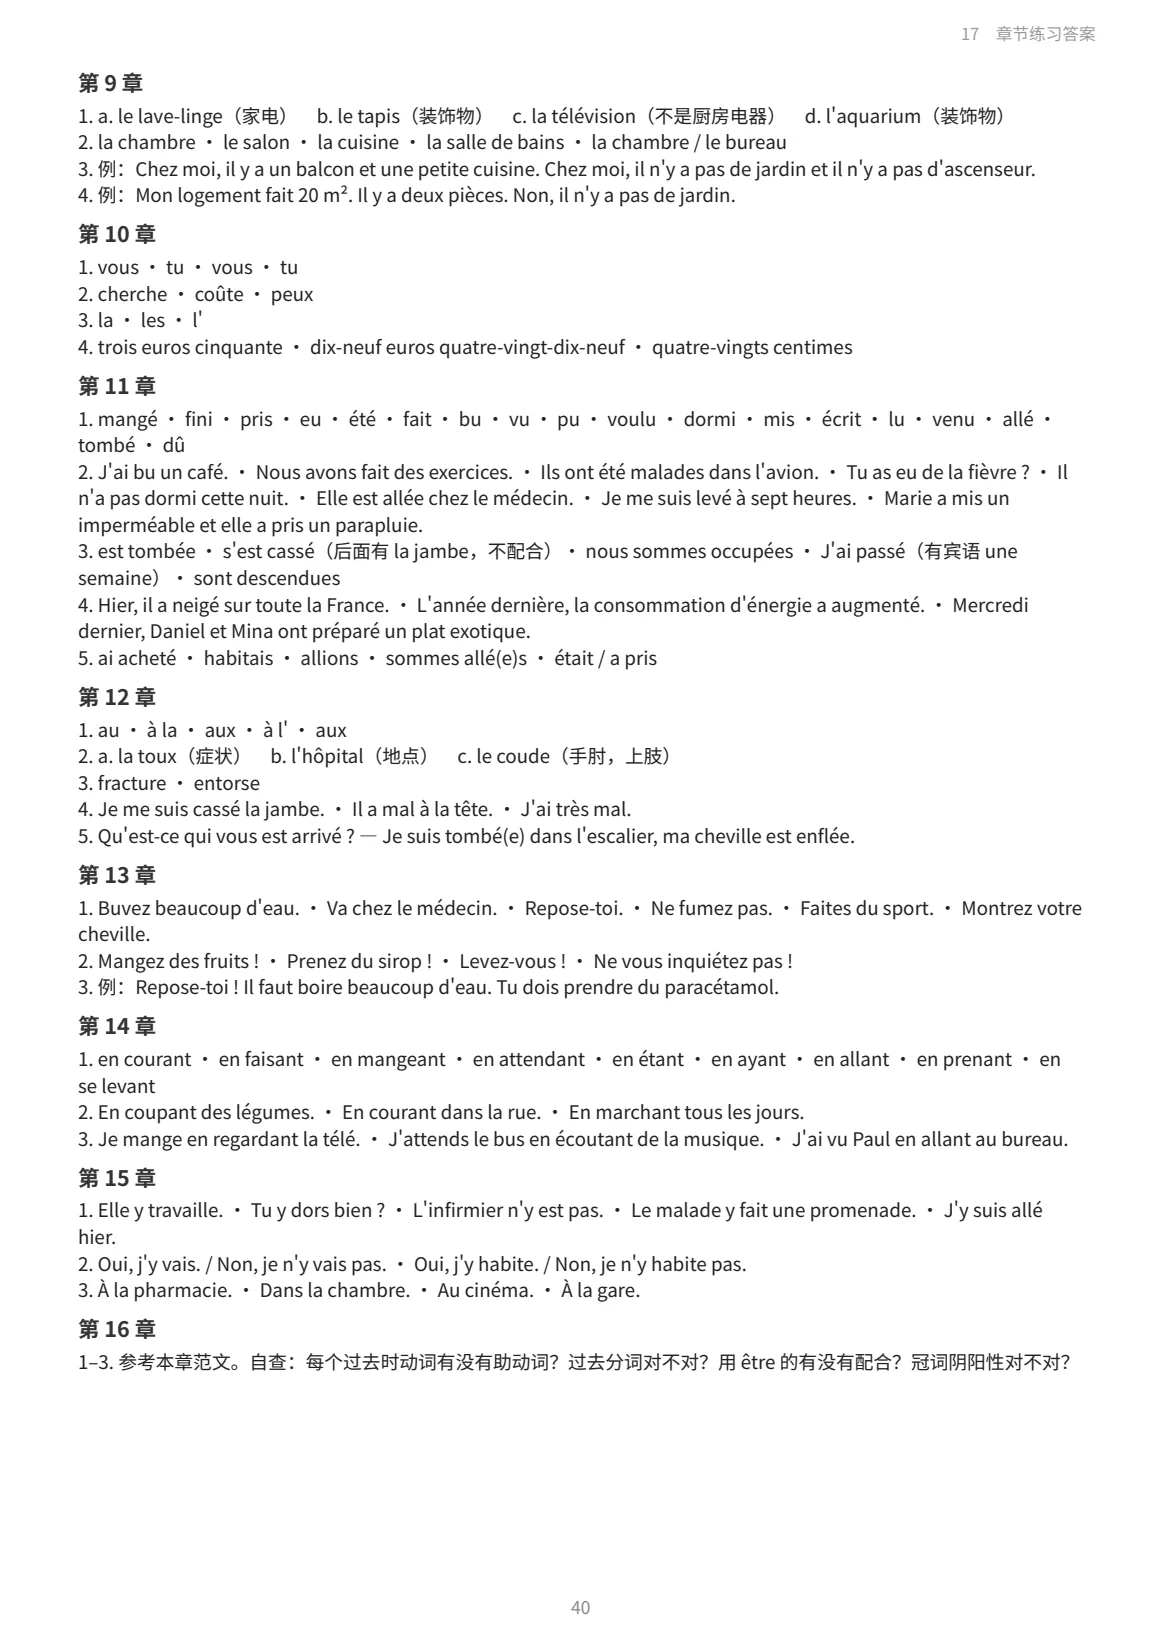 17 章节练习答案
第 9 章
1. a. le lave-linge（家电） b. le tapis（装饰物） c. la télévision（不是厨房电器） d. l'aquarium（装饰物）
2. la chambre • le salon • la cuisine • la salle de bains • la chambre / le bureau
3. 例：Chez moi, il y a un balcon et une petite cuisine. Chez moi, il n'y a pas de jardin et il n'y a pas d'ascenseur.
4. 例：Mon logement fait 20 m². Il y a deux pièces. Non, il n'y a pas de jardin.
第 10 章
1. vous • tu • vous • tu
2. cherche • coûte • peux
3. la • les • l'
4. trois euros cinquante • dix-neuf euros quatre-vingt-dix-neuf • quatre-vingts centimes
第 11 章
1. mangé • fini • pris • eu • été • fait • bu • vu • pu • voulu • dormi • mis • écrit • lu • venu • allé •
tombé • dû
2. J'ai bu un café. • Nous avons fait des exercices. • Ils ont été malades dans l'avion. • Tu as eu de la fièvre ? • Il
n'a pas dormi cette nuit. • Elle est allée chez le médecin. • Je me suis levé à sept heures. • Marie a mis un
imperméable et elle a pris un parapluie.
3. est tombée • s'est cassé（后面有 la jambe，不配合） • nous sommes occupées • J'ai passé（有宾语 une
semaine） • sont descendues
4. Hier, il a neigé sur toute la France. • L'année dernière, la consommation d'énergie a augmenté. • Mercredi
dernier, Daniel et Mina ont préparé un plat exotique.
5. ai acheté • habitais • allions • sommes allé(e)s • était / a pris
第 12 章
1. au • à la • aux • à l' • aux
2. a. la toux（症状） b. l'hôpital（地点） c. le coude（手肘，上肢）
3. fracture • entorse
4. Je me suis cassé la jambe. • Il a mal à la tête. • J'ai très mal.
5. Qu'est-ce qui vous est arrivé ? — Je suis tombé(e) dans l'escalier, ma cheville est enflée.
第 13 章
1. Buvez beaucoup d'eau. • Va chez le médecin. • Repose-toi. • Ne fumez pas. • Faites du sport. • Montrez votre
cheville.
2. Mangez des fruits ! • Prenez du sirop ! • Levez-vous ! • Ne vous inquiétez pas !
3. 例：Repose-toi ! Il faut boire beaucoup d'eau. Tu dois prendre du paracétamol.
第 14 章
1. en courant • en faisant • en mangeant • en attendant • en étant • en ayant • en allant • en prenant • en
se levant
2. En coupant des légumes. • En courant dans la rue. • En marchant tous les jours.
3. Je mange en regardant la télé. • J'attends le bus en écoutant de la musique. • J'ai vu Paul en allant au bureau.
第 15 章
1. Elle y travaille. • Tu y dors bien ? • L'infirmier n'y est pas. • Le malade y fait une promenade. • J'y suis allé
hier.
2. Oui, j'y vais. / Non, je n'y vais pas. • Oui, j'y habite. / Non, je n'y habite pas.
3. À la pharmacie. • Dans la chambre. • Au cinéma. • À la gare.
第 16 章
1–3. 参考本章范文。自查：每个过去时动词有没有助动词？过去分词对不对？用 être 的有没有配合？冠词阴阳性对不对？
40